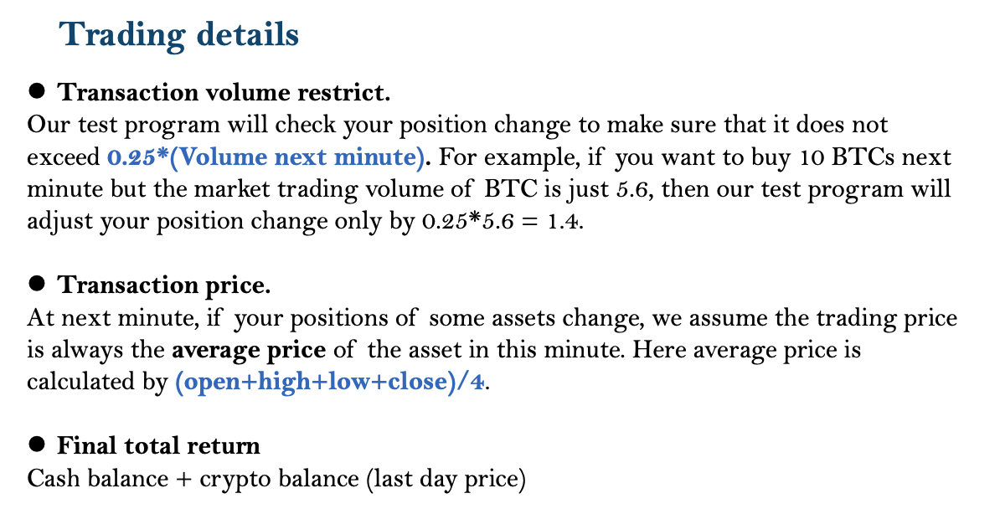 Trading details
● Transaction volume restrict.
Our test program will check your position change to make sure that it does not
exceed 0.25*(Volume next minute). For example, if you want to buy 10 BTCs next
minute but the market trading volume of BTC is just 5.6, then our test program will
adjust your position change only by 0.25*5.6 = 1.4.
● Transaction price.
At next minute, if your positions of some assets change, we assume the trading price
is always the average price of the asset in this minute. Here average price is
calculated by (open+high+low+close)/4.
● Final total return
Cash balance + crypto balance (last day price)